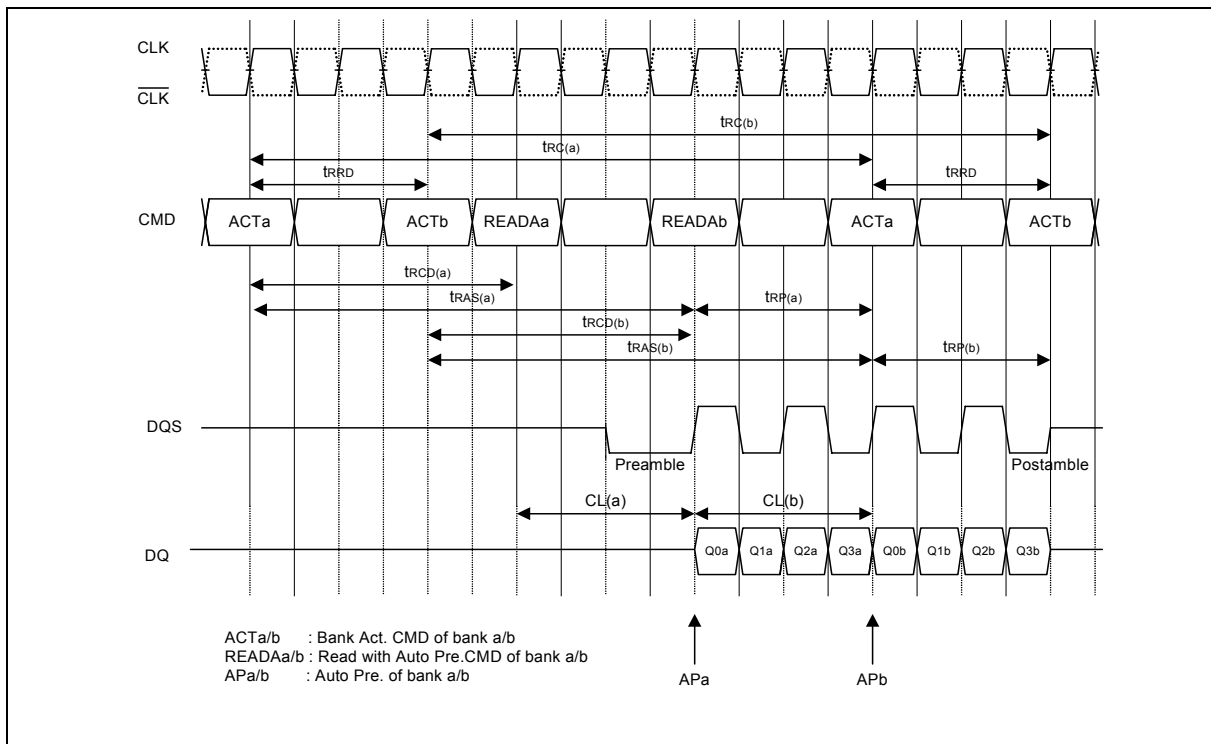 CLK
CLK
tRC(b)
tRC(a)
tRRD tRRD
CMD ACTa ACTb READAa READAb ACTa ACTb
tRCD(a)
tRAS(a) tRP(a)
tRCD(b)
tRAS(b) tRP(b)
DQS
Preamble Postamble
CL(a) CL(b)
DQ Q0a Q1a Q2a Q3a Q0b Q1b Q2b Q3b
ACTa/b : Bank Act. CMD of bank a/b
READAa/b : Read with Auto Pre.CMD of bank a/b
APa/b : Auto Pre. of bank a/b
APa APb